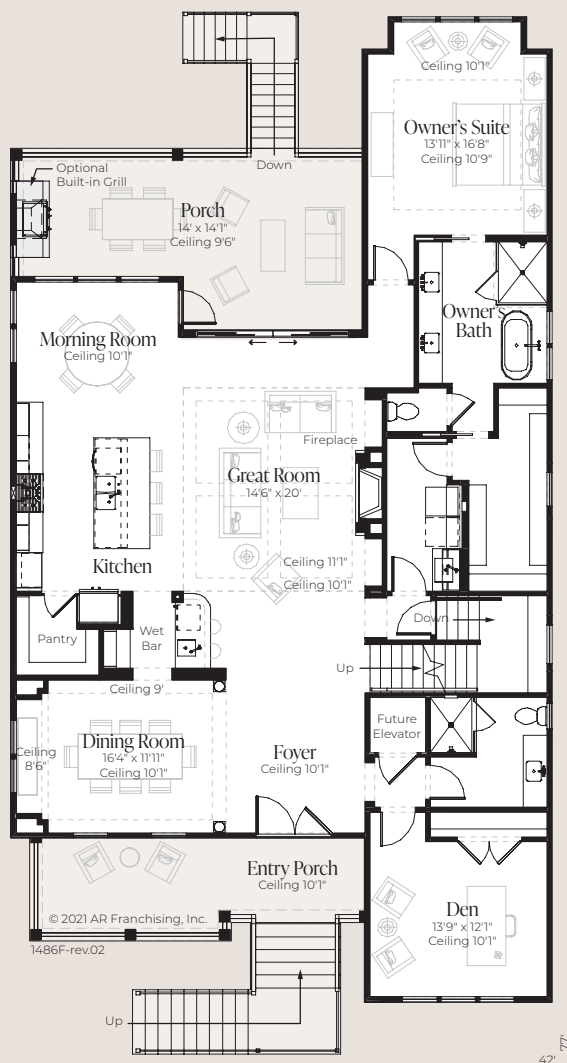 Ceiling 10'1"
Owner's Suite
13'11" x 16'8"
Ceiling 10'9"
Down
Optional
Built-in Grill
Porch
14' x 14'1"
Ceiling 9'6"
Owner's
Bath
Morning Room
Ceiling 10'1"
Fireplace
Great Room
14'6" x 20'
Ceiling 11'1"
Ceiling 10'1"
Kitchen
Pantry
Wet
Bar
Down
Up
Ceiling 9'
Ceiling
8'6"
Dining Room
16'4" x 11'11"
Ceiling 10'1"
Foyer
Ceiling 10'1"
Future
Elevator
Entry Porch
Ceiling 10'1"
© 2021 AR Franchising, Inc.
1486F-rev.02
Den
13'9" x 12'1"
Ceiling 10'1"
Up
77'
42'